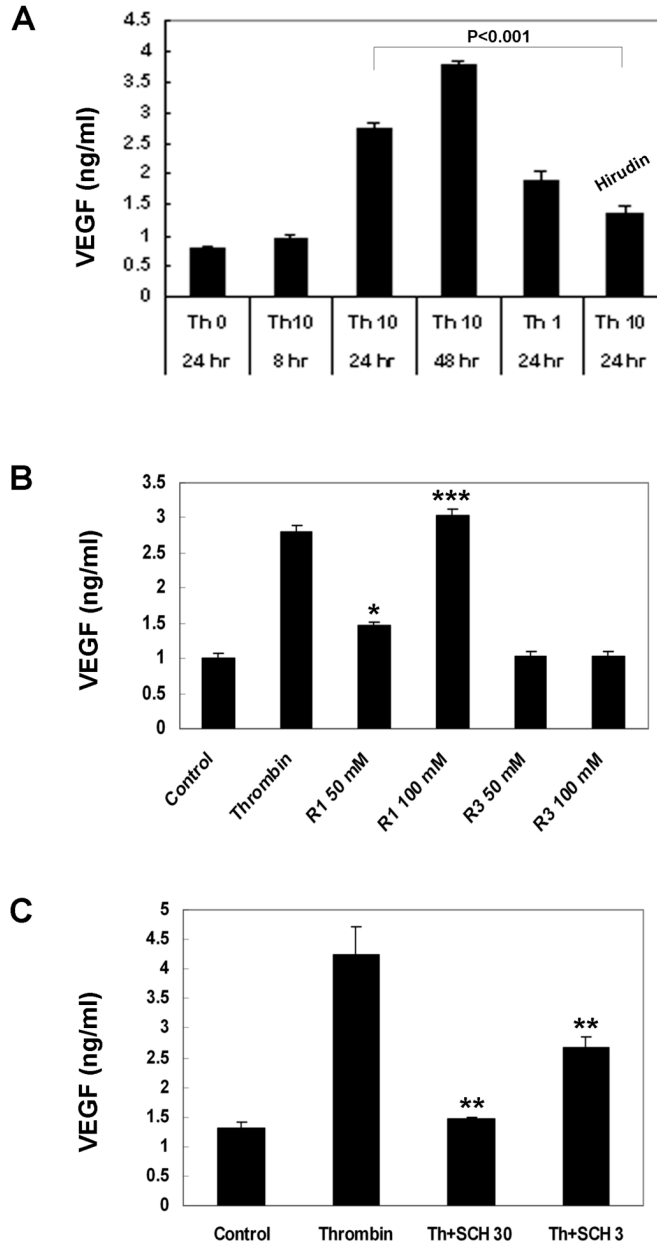 A
VEGF (ng/ml)
4.5
4
3.5
3
2.5
2
1.5
1
0.5
0
P<0.001
Hirudin
Th 0 Th10 Th 10 Th 10 Th 1 Th 10
24 hr 8 hr 24 hr 48 hr 24 hr 24 hr
B
VEGF (ng/ml)
3.5
3
2.5
2
1.5
1
0.5
0
*
***
Control
Thrombin
R1 50 mM
R1 100 mM
R3 50 mM
R3 100 mM
C
VEGF (ng/ml)
5
4.5
4
3.5
3
2.5
2
1.5
1
0.5
0
**
**
Control Thrombin Th+SCH 30 Th+SCH 3